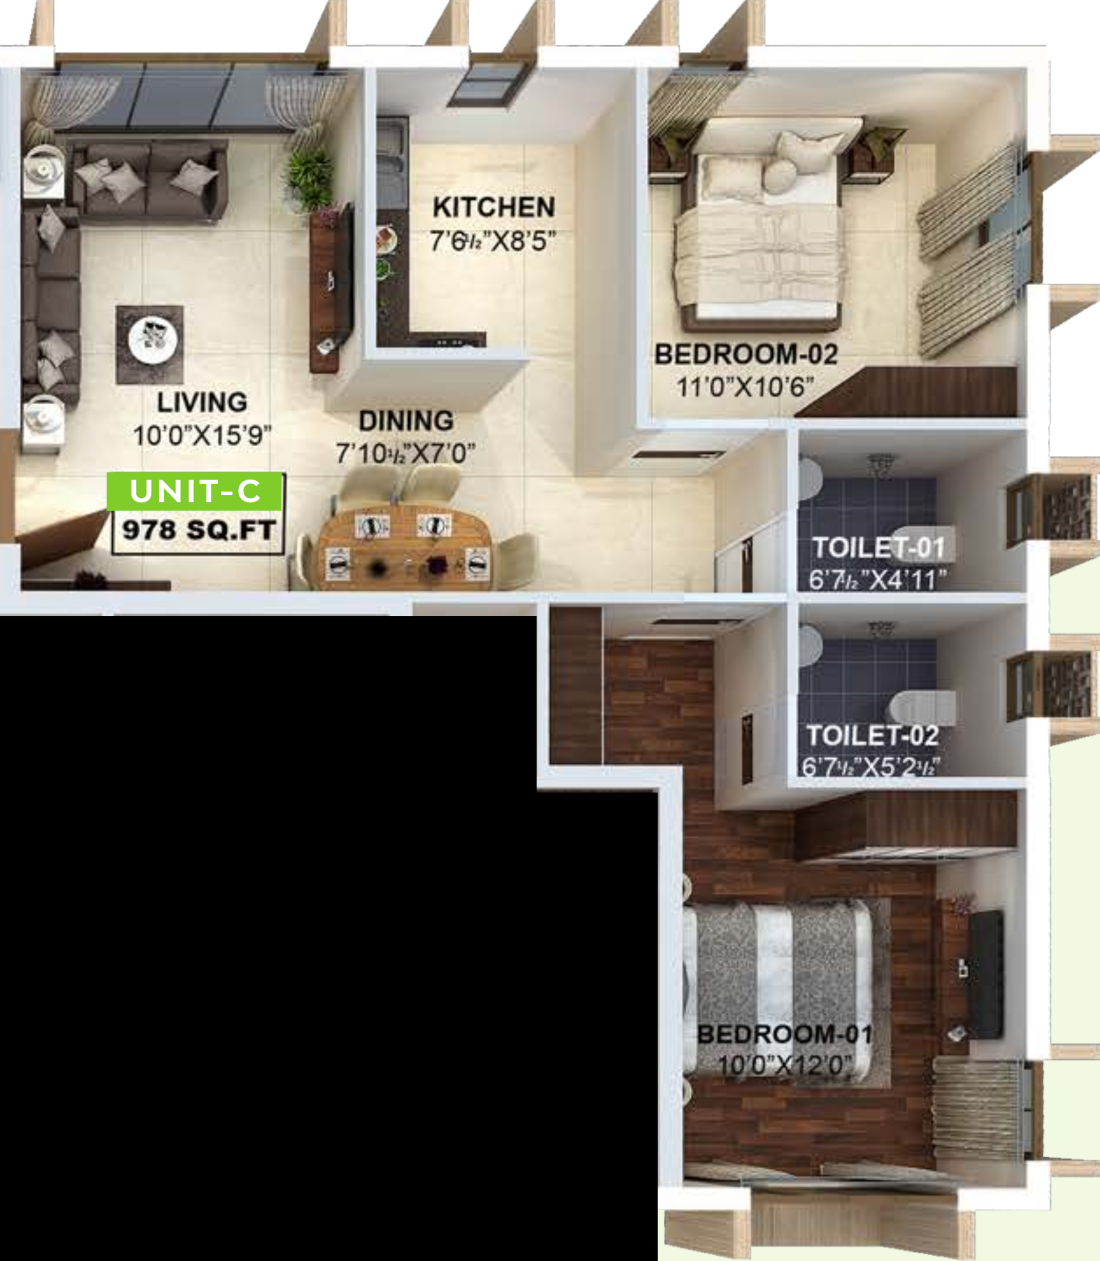 KITCHEN
7'6½"X8'5"
BEDROOM-02
11'0"X10'6"
LIVING
10'0"X15'9"
DINING
7'10½"X7'0"
UNIT-C
978 SQ.FT
TOILET-01
6'7½"X4'11"
TOILET-02
6'7½"X5'2½"
BEDROOM-01
10'0"X12'0"